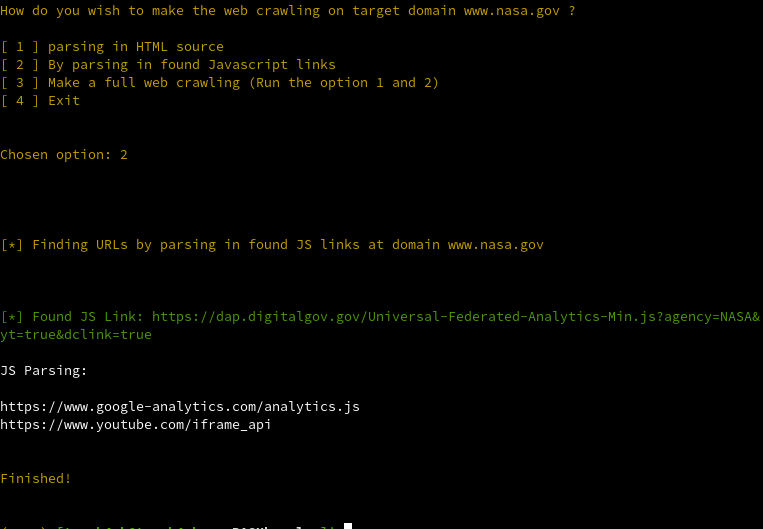 How do you wish to make the web crawling on target domain www.nasa.gov ?
[ 1 ] parsing in HTML source
[ 2 ] By parsing in found Javascript links
[ 3 ] Make a full web crawling (Run the option 1 and 2)
[ 4 ] Exit
Chosen option: 2
[*] Finding URLs by parsing in found JS links at domain www.nasa.gov
[*] Found JS Link: https://dap.digitalgov.gov/Universal-Federated-Analytics-Min.js?agency=NASA&
yt=true&dclink=true
JS Parsing:
https://www.google-analytics.com/analytics.js
https://www.youtube.com/iframe_api
Finished!